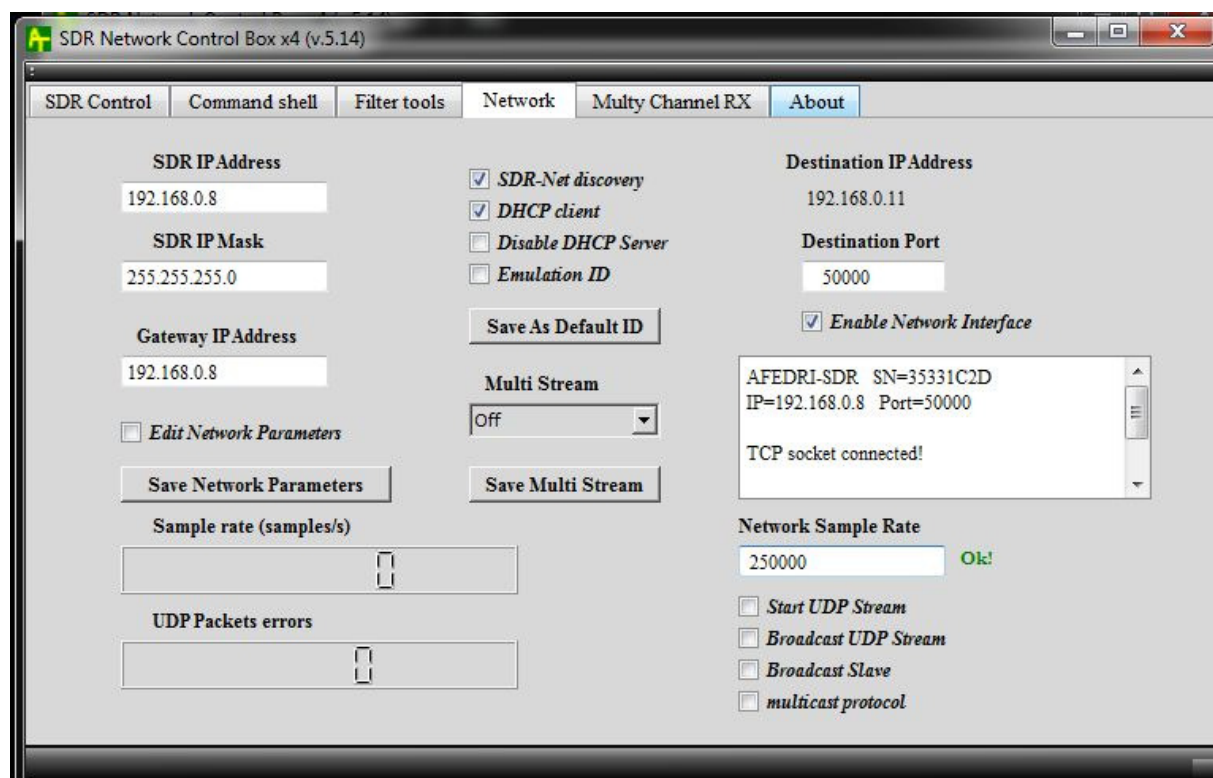 SDR Network Control Box x4 (v.5.14)
SDR Control Command shell Filter tools Network Multy Channel RX About
SDR IP Address
192.168.0.8
SDR IP Mask
255.255.255.0
Gateway IP Address
192.168.0.8
Edit Network Parameters
Save Network Parameters
SDR-Net discovery
DHCP client
Disable DHCP Server
Emulation ID
Save As Default ID
Multi Stream
Off
Save Multi Stream
Destination IP Address
192.168.0.11
Destination Port
50000
Enable Network Interface
AFEDRI-SDR SN=35331C2D
IP=192.168.0.8 Port=50000
TCP socket connected!
Sample rate (samples/s)
0
UDP Packets errors
0
Network Sample Rate
250000 Ok!
Start UDP Stream
Broadcast UDP Stream
Broadcast Slave
multicast protocol